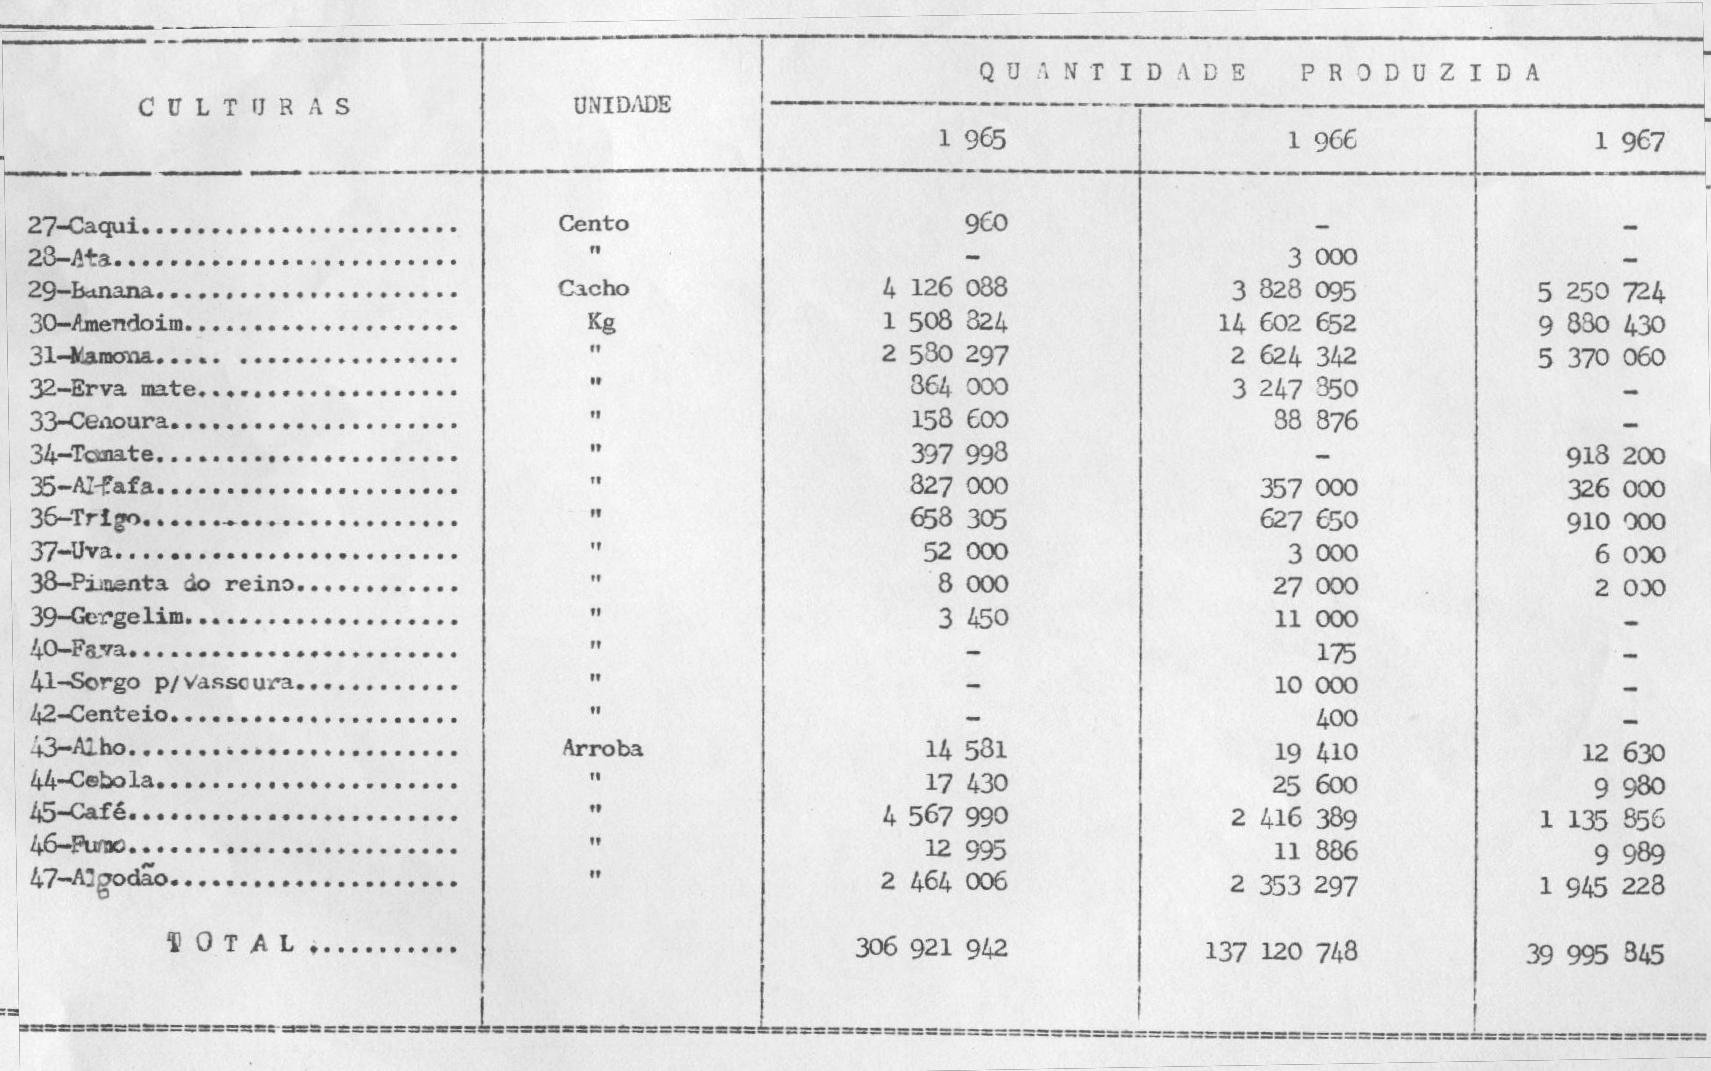 QUANTIDADE PRODUZIDA
CULTURAS UNIDADE
1 965 1 966 1 967
27-Caqui....................... Cento 960 - -
28-Ata......................... " - 3 000 -
29-Banana...................... Cacho 4 126 088 3 828 095 5 250 724
30-Amendoim.................... Kg 1 508 824 14 602 652 9 880 430
31-Mamona..... ................ " 2 580 297 2 624 342 5 370 060
32-Erva mate................... " 864 000 3 247 850 -
33-Cenoura..................... " 158 600 88 876 -
34-Tomate...................... " 397 998 - 918 200
35-Alfafa...................... " 827 000 357 000 326 000
36-Trigo....................... " 658 305 627 650 910 000
37-Uva......................... " 52 000 3 000 6 000
38-Pimenta do reino............ " 8 000 27 000 2 000
39-Gergelim.................... " 3 450 11 000 -
40-Fava........................ " - 175 -
41-Sorgo p/vassoura............ " - 10 000 -
42-Centeio..................... " - 400 -
43-Alho........................ Arroba 14 581 19 410 12 630
44-Cebola...................... " 17 430 25 600 9 980
45-Café........................ " 4 567 990 2 416 389 1 135 856
46-Fumo........................ " 12 995 11 886 9 989
47-Algodão..................... " 2 464 006 2 353 297 1 945 228
TOTAL........... 306 921 942 137 120 748 39 995 845